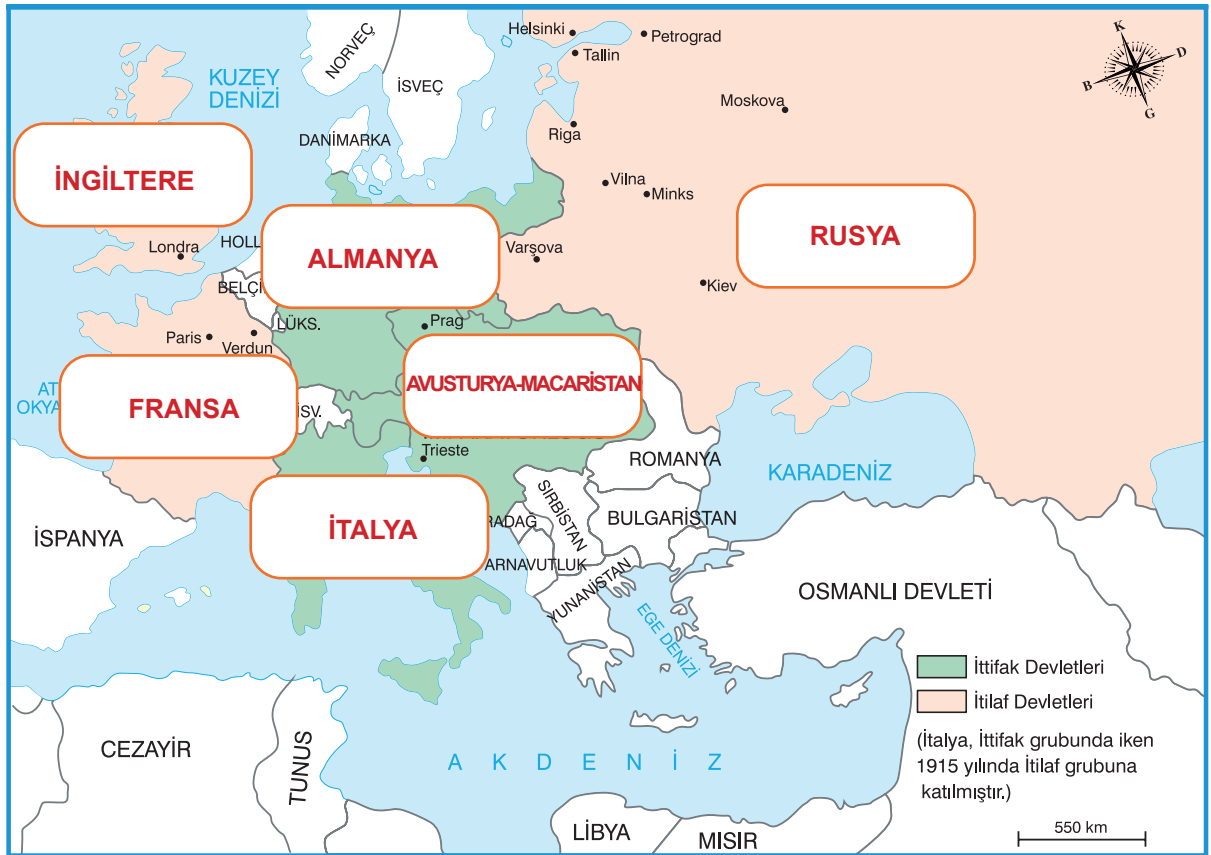 Helsinki
Petrograd
NORVEÇ
Tallin
K
D
B
G
KUZEY
DENİZİ
İSVEÇ
Moskova
Riga
DANİMARKA
İNGİLTERE
Vilna
Minks
RUSYA
Londra
HOLL
ALMANYA
Varşova
BELÇİ
Kiev
LÜKS.
Prag
Paris
Verdun
AVUSTURYA-MACARİSTAN
AT
OKYA
FRANSA
İSV.
Trieste
ROMANYA
KARADENİZ
SIRBİSTAN
RADAĞ
BULGARİSTAN
İTALYA
İSPANYA
ARNAVUTLUK
YUNANİSTAN
OSMANLI DEVLETİ
EGE DENİZİ
İttifak Devletleri
İtilaf Devletleri
(İtalya, İttifak grubunda iken
1915 yılında İtilaf grubuna
katılmıştır.)
CEZAYİR
TUNUS
AKDENİZ
LİBYA
MISIR
550 km